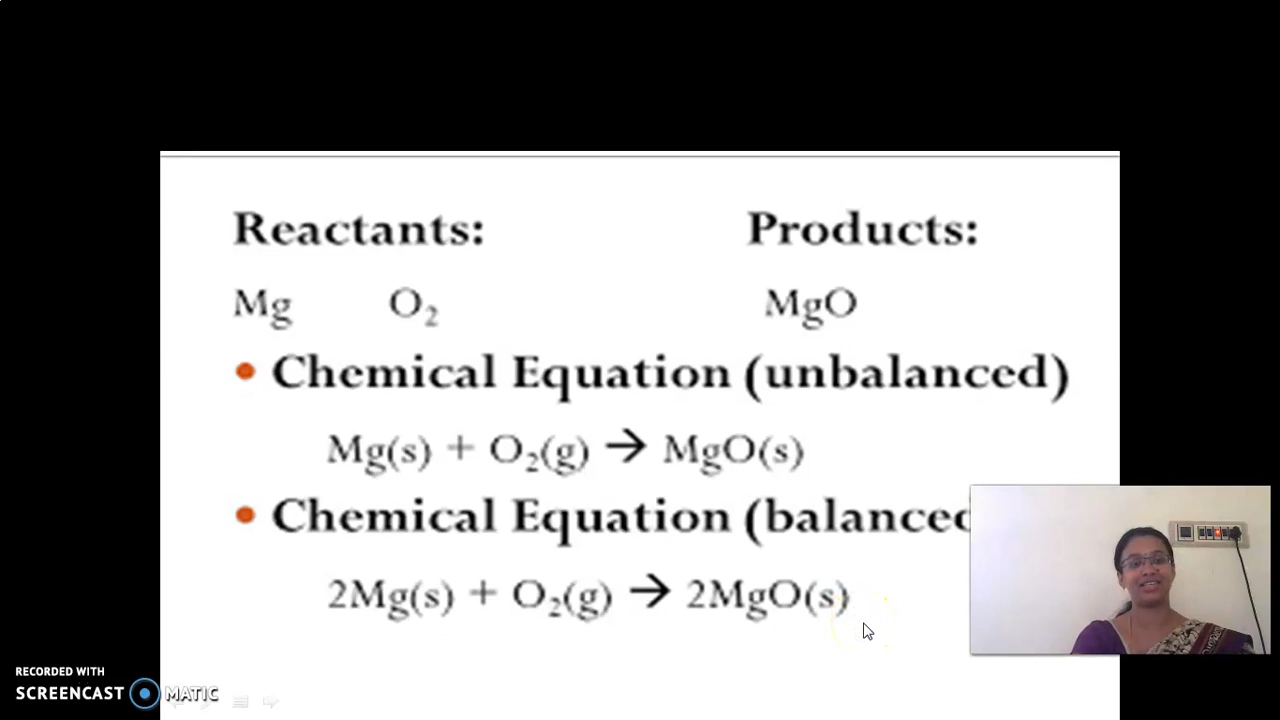 Reactants: Products:
Mg O₂ MgO
• Chemical Equation (unbalanced)
Mg(s) + O₂(g) → MgO(s)
• Chemical Equation (balanced
2Mg(s) + O₂(g) → 2MgO(s)
RECORDED WITH
SCREENCAST MATIC